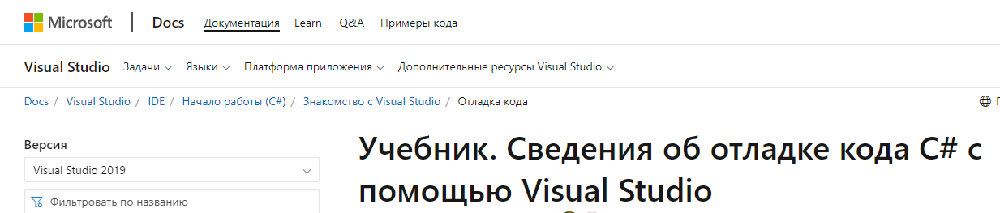 Microsoft Docs Документация Learn Q&A Примеры кода
Visual Studio Задачи Языки Платформа приложения Дополнительные ресурсы Visual Studio
Docs / Visual Studio / IDE / Начало работы (C#) / Знакомство с Visual Studio / Отладка кода
Версия
Visual Studio 2019
Фильтровать по названию
Учебник. Сведения об отладке кода C# с
помощью Visual Studio